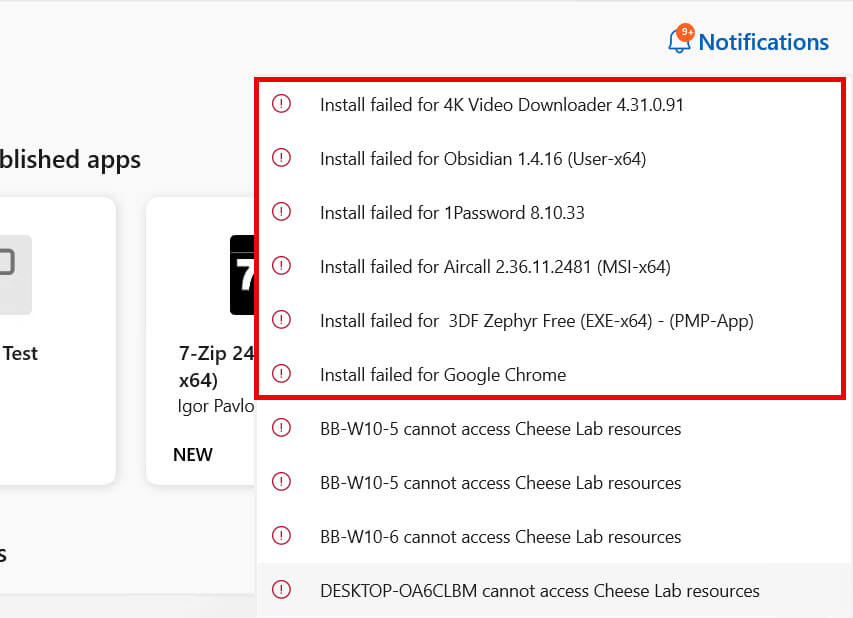 9+
Notifications
Install failed for 4K Video Downloader 4.31.0.91
Install failed for Obsidian 1.4.16 (User-x64)
Install failed for 1Password 8.10.33
Install failed for Aircall 2.36.11.2481 (MSI-x64)
Install failed for  3DF Zephyr Free (EXE-x64) - (PMP-App)
Install failed for Google Chrome
BB-W10-5 cannot access Cheese Lab resources
BB-W10-5 cannot access Cheese Lab resources
BB-W10-6 cannot access Cheese Lab resources
DESKTOP-OA6CLBM cannot access Cheese Lab resources
blished apps
Test
7
7-Zip 24
x64)
Igor Pavlo
NEW
s